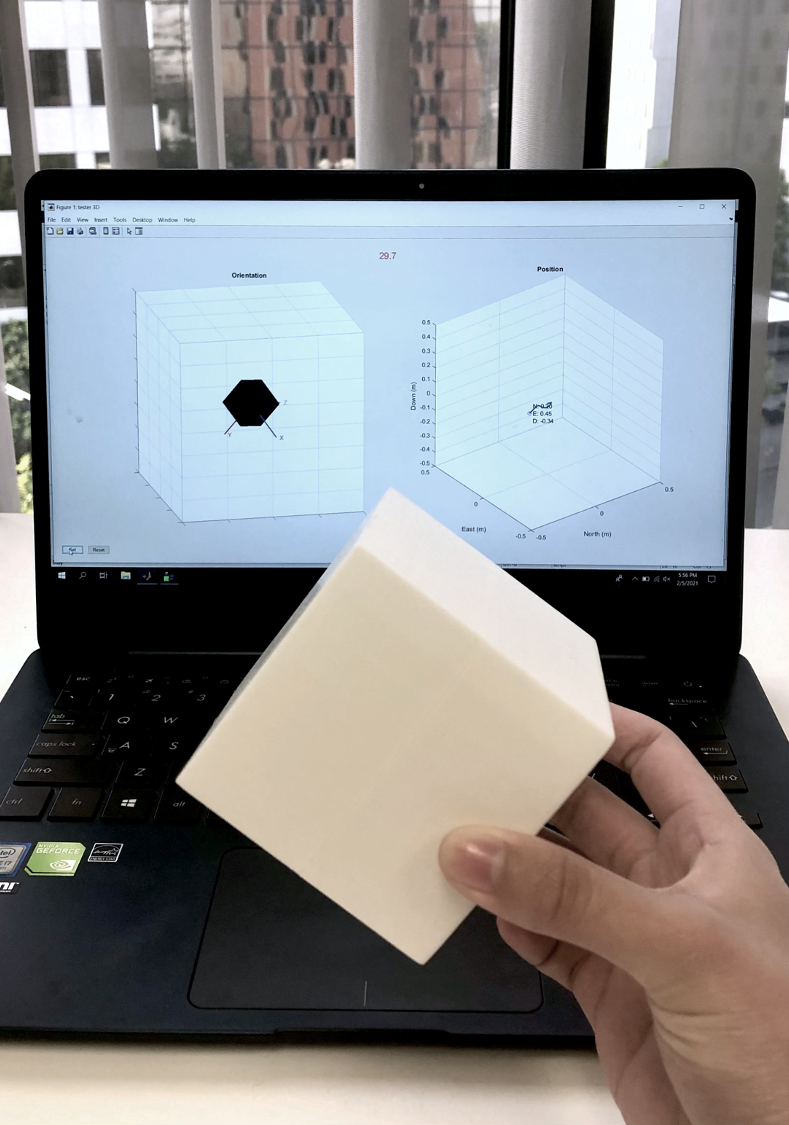 Figure 1: tester 3D
File Edit View Insert Tools Desktop Window Help
29.7
Orientation
Position
0.5
0.4
0.3
0.2
0.1
0
-0.1
-0.2
-0.3
-0.4
-0.5
Down (m)
0.5
0
-0.5
East (m)
-0.5
0
0.5
North (m)
E: 0.45
D: -0.34
Z
Y
X
Set
Reset
5:56 PM
2/5/2021
esc
1 2 3
backspace
tab
Q W
caps lock A S
enter
shift Z
shift
ctrl fn alt
NVIDIA
GEFORCE